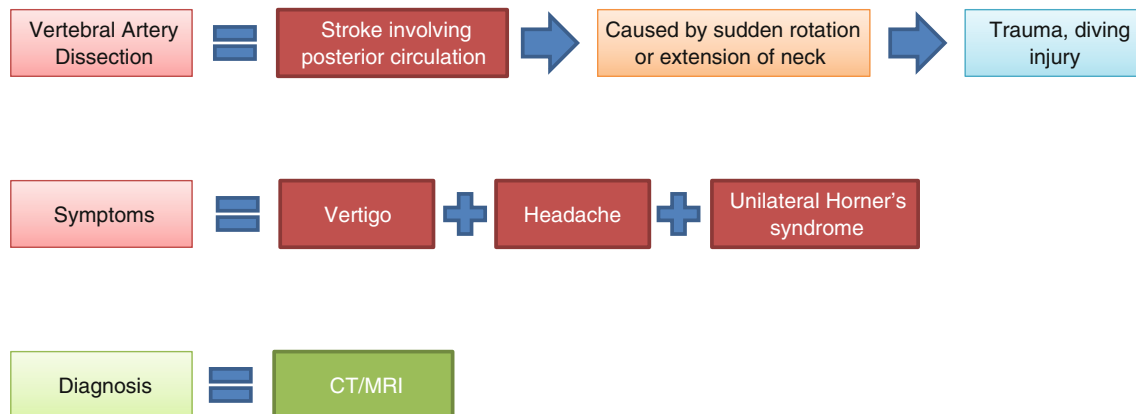 Vertebral Artery
Dissection
Stroke involving
posterior circulation
Caused by sudden rotation
or extension of neck
Trauma, diving
injury
Symptoms
Vertigo
Headache
Unilateral Horner's
syndrome
Diagnosis
CT/MRI